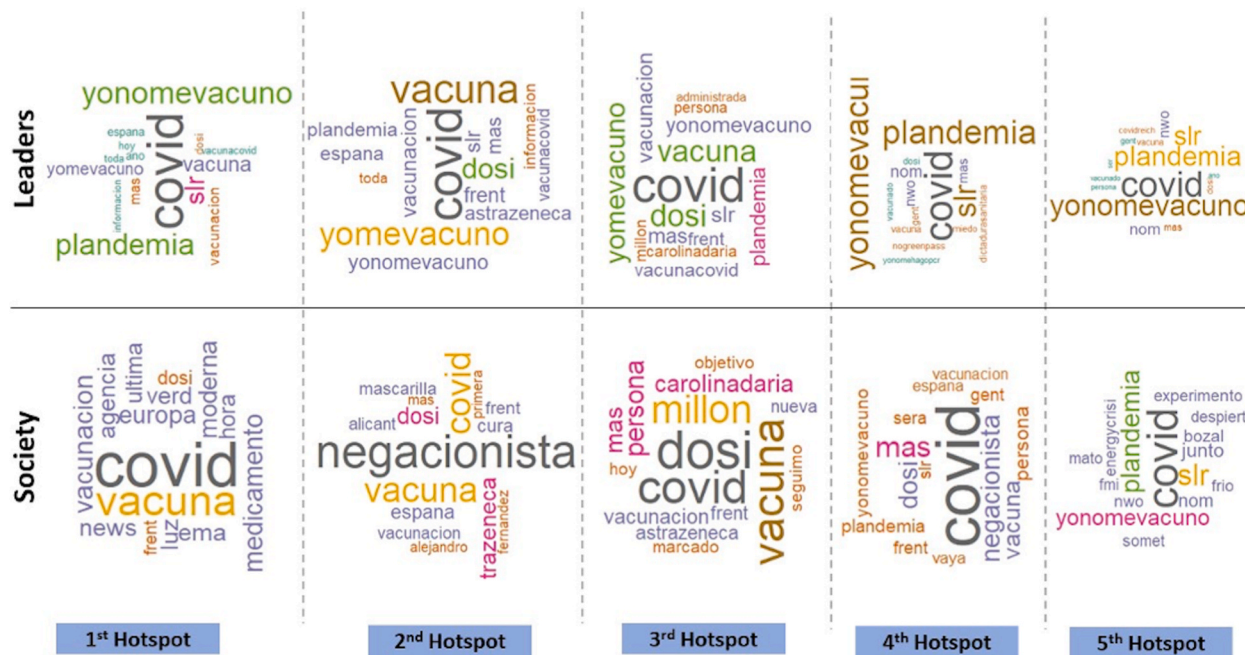 Leaders
yonomevacuno
espana
hoy
toda ano
yomevacuno
mas
informacion
covid
dosi
vacunacovid
vacuna
slr
vacunacion
plandemia
vacuna
plandemia
espana
toda
vacunacion
covid
slr
mas
informacion
vacunacovid
dosi
frent
astrazeneca
yomevacuno
yonomevacuno
yomevacuno
vacunacion
administrada
persona
yonomevacuno
vacuna
covid
dosi slr
plandemia
millon
mas frent
carolinadaria
vacunacovid
yonomevacul
plandemia
dosi
nom
vacunado
nwo
gent
vacuna
covid
mas
slr
miedo
dictadurasanitana
nogreenpass
yonomehagopcr
covidreich
gent
vacuna
nwo
slr
plandemia
ser
vacunado
persona
covid
ano
dosi
yonomevacuno
nom mas
Society
vacunacion
agencia
ultima
dosi
verd
europa
moderna
hora
covid
vacuna
medicamento
news
frent
luz
ema
mascarilla
mas
alicant
dosi
covid
primera
frent
cura
negacionista
vacuna
espana
vacunacion
alejandro
trazeneca
fernandez
objetivo
carolinadaria
mas
persona
millon
nueva
hoy
dosi
covid
vacuna
seguimo
vacunacion frent
astrazeneca
marcado
vacunacion
espana
gent
yonomevacuno
sera
mas
dosi
slr
covid
negacionista
vacuna
persona
plandemia
frent
vaya
plandemia
energycrisi
mato
fmi
nwo
covid
experimento
despiert
bozal
junto
slr
frio
nom
yonomevacuno
somet
1st Hotspot
2nd Hotspot
3rd Hotspot
4th Hotspot
5th Hotspot